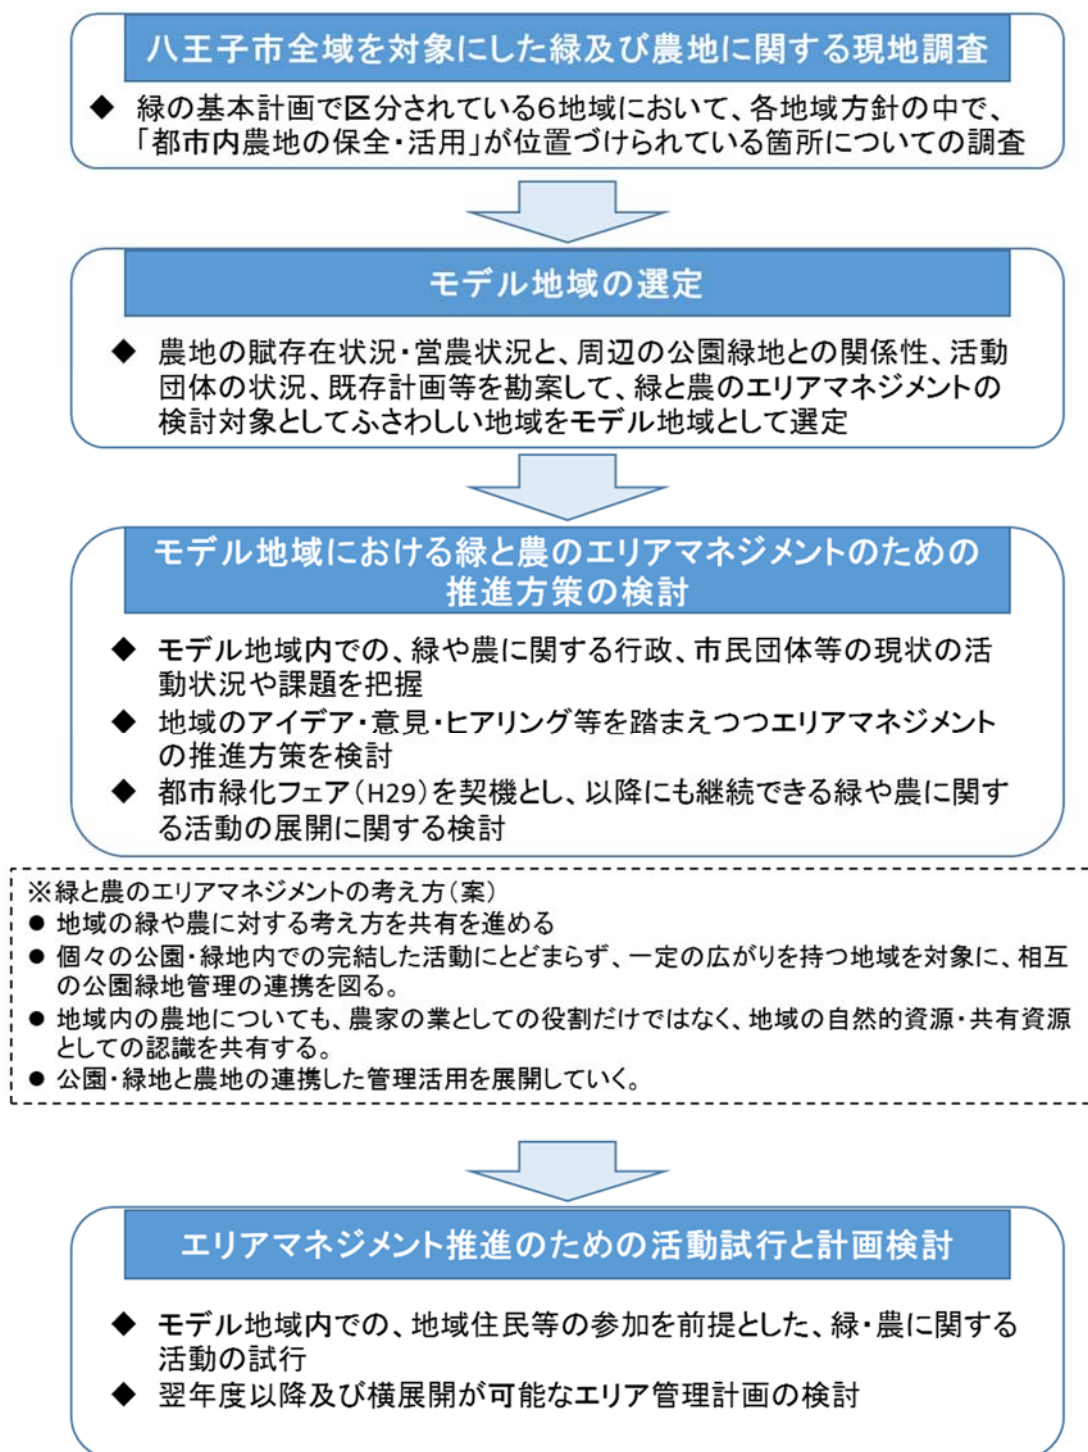 八王子市全域を対象にした緑及び農地に関する現地調査
◆ 緑の基本計画で区分されている6地域において、各地域方針の中で、
「都市内農地の保全・活用」が位置づけられている箇所についての調査
モデル地域の選定
◆ 農地の賦存在状況・営農状況と、周辺の公園緑地との関係性、活動
団体の状況、既存計画等を勘案して、緑と農のエリアマネジメントの
検討対象としてふさわしい地域をモデル地域として選定
モデル地域における緑と農のエリアマネジメントのための
推進方策の検討
◆ モデル地域内での、緑や農に関する行政、市民団体等の現状の活
動状況や課題を把握
◆ 地域のアイデア・意見・ヒアリング等を踏まえつつエリアマネジメント
の推進方策を検討
◆ 都市緑化フェア(H29)を契機とし、以降にも継続できる緑や農に関す
る活動の展開に関する検討
※緑と農のエリアマネジメントの考え方(案)
● 地域の緑や農に対する考え方を共有を進める
● 個々の公園・緑地内での完結した活動にとどまらず、一定の広がりを持つ地域を対象に、相互
の公園緑地管理の連携を図る。
● 地域内の農地についても、農家の業としての役割だけではなく、地域の自然的資源・共有資源
としての認識を共有する。
● 公園・緑地と農地の連携した管理活用を展開していく。
エリアマネジメント推進のための活動試行と計画検討
◆ モデル地域内での、地域住民等の参加を前提とした、緑・農に関する
活動の試行
◆ 翌年度以降及び横展開が可能なエリア管理計画の検討